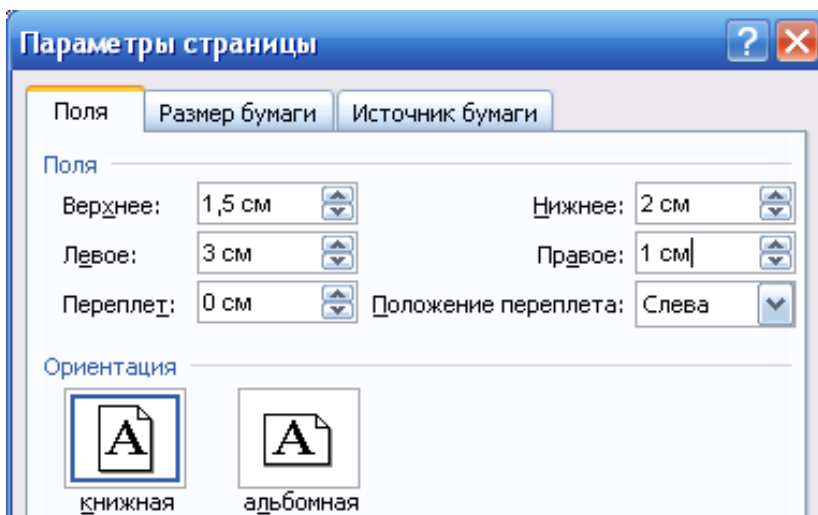 Параметры страницы
Поля Размер бумаги Источник бумаги
Поля
Верхнее: 1,5 см Нижнее: 2 см
Левое: 3 см Правое: 1 см
Переплет: 0 см Положение переплета: Слева
Ориентация
А А
книжная альбомная